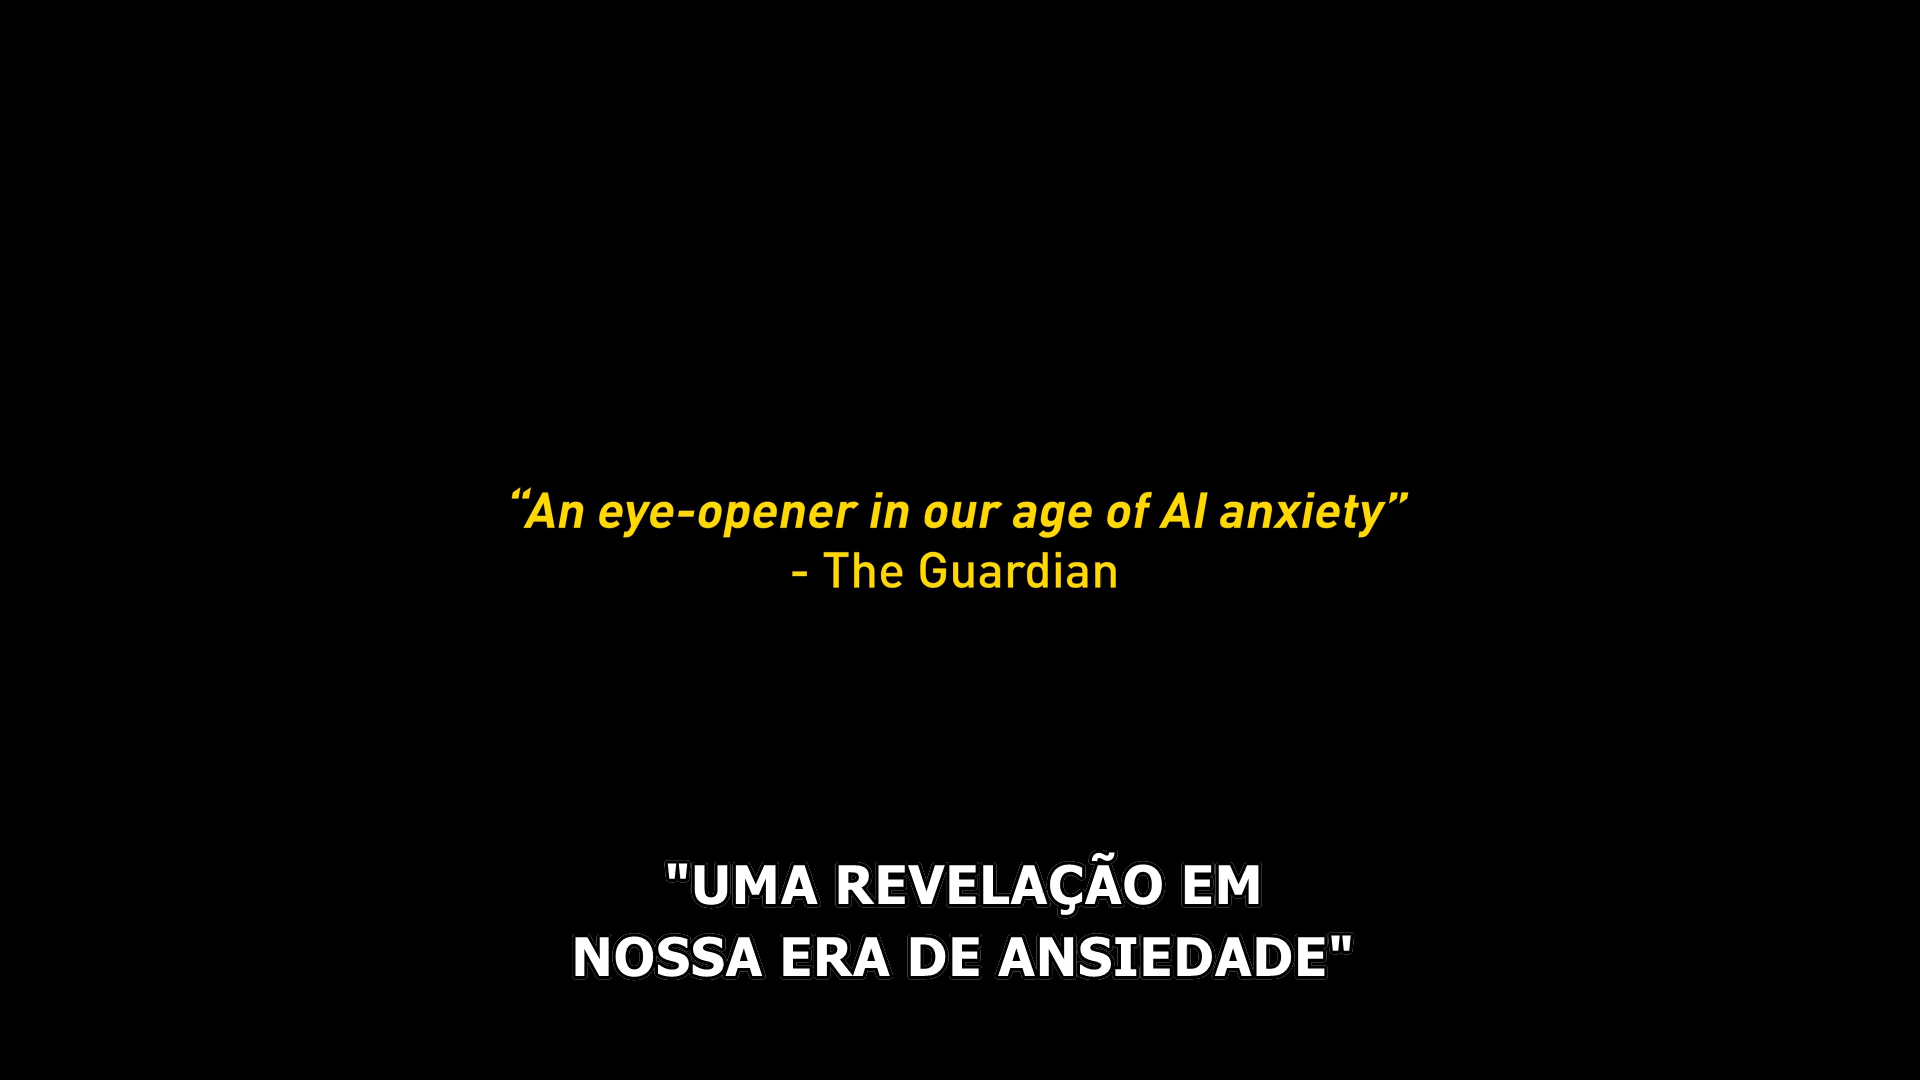 “An eye-opener in our age of AI anxiety”
- The Guardian
"UMA REVELAÇÃO EM
NOSSA ERA DE ANSIEDADE"